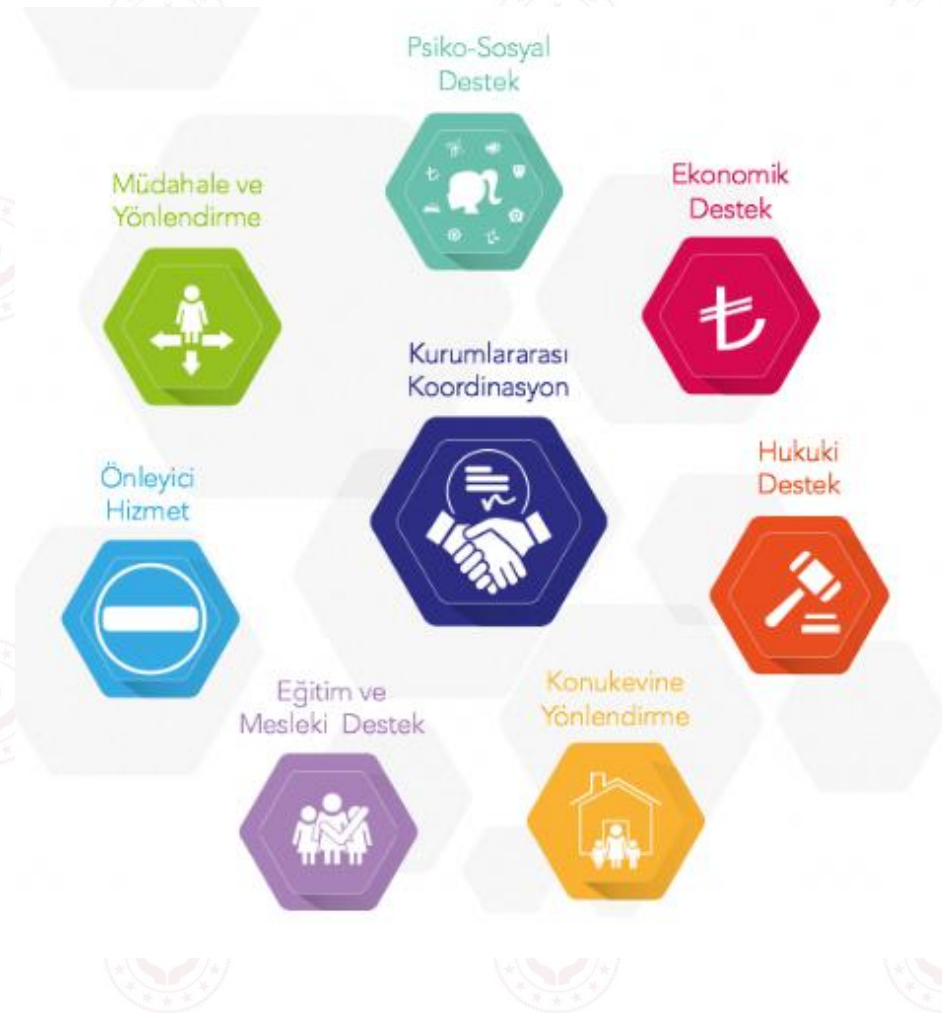 Psiko-Sosyal
Destek
Müdahale ve
Yönlendirme
Ekonomik
Destek
Kurumlararası
Koordinasyon
Önleyici
Hizmet
Hukuki
Destek
Eğitim ve
Mesleki Destek
Konukevine
Yönlendirme